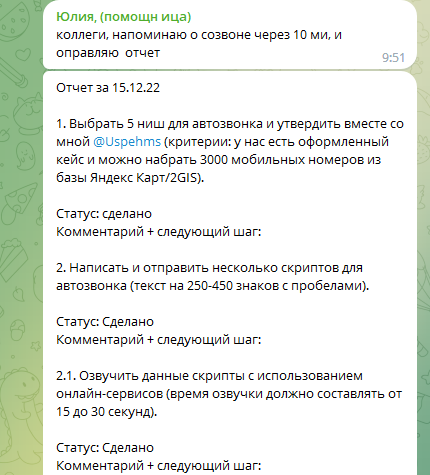 Юлия, (помощн ица)
коллеги, напоминаю о созвоне через 10 ми, и
оправляю отчет
9:51
Отчет за 15.12.22
1. Выбрать 5 ниш для автозвонка и утвердить вместе со
мной @Uspehms (критерии: у нас есть оформленный
кейс и можно набрать 3000 мобильных номеров из
базы Яндекс Карт/2GIS).
Статус: сделано
Комментарий + следующий шаг:
2. Написать и отправить несколько скриптов для
автозвонка (текст на 250-450 знаков с пробелами).
Статус: Сделано
Комментарий + следующий шаг:
2.1. Озвучить данные скрипты с использованием
онлайн-сервисов (время озвучки должно составлять от
15 до 30 секунд).
Статус: Сделано
Комментарий + следующий шаг: